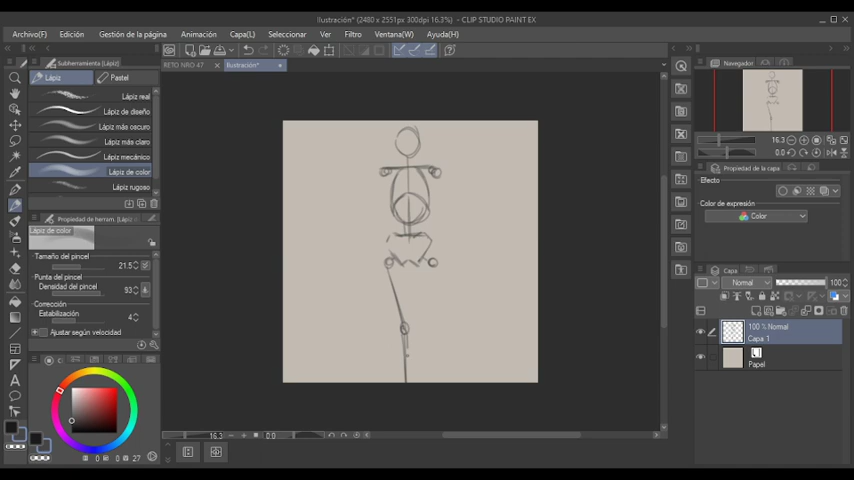 Ilustración* (2480 x 2551px 300dpi 16.3%) - CLIP STUDIO PAINT EX
Archivo(F) Edición Gestión de la página Animación Capa(L) Seleccionar Ver Filtro Ventana(W) Ayuda(H)
Subherramienta [Lápiz]
RETO NRO 47 Ilustración*
Navegador
Lápiz Pastel
Lápiz real
Lápiz de diseño
Lápiz más oscuro
Lápiz más claro
Lápiz mecánico
Lápiz de color
Lápiz rugoso
16.3
0.0
Propiedad de la capa
Efecto
Color de expresión
Color
Propiedad de herram. [Lápiz
Lápiz de color
Tamaño del pincel 21.5
Punta del pincel
Densidad del pincel 93
Corrección
Estabilización 4
Ajustar según velocidad
Capa
Normal 100
100 % Normal
Capa 1
Papel
16.3 0.0
0 0 27